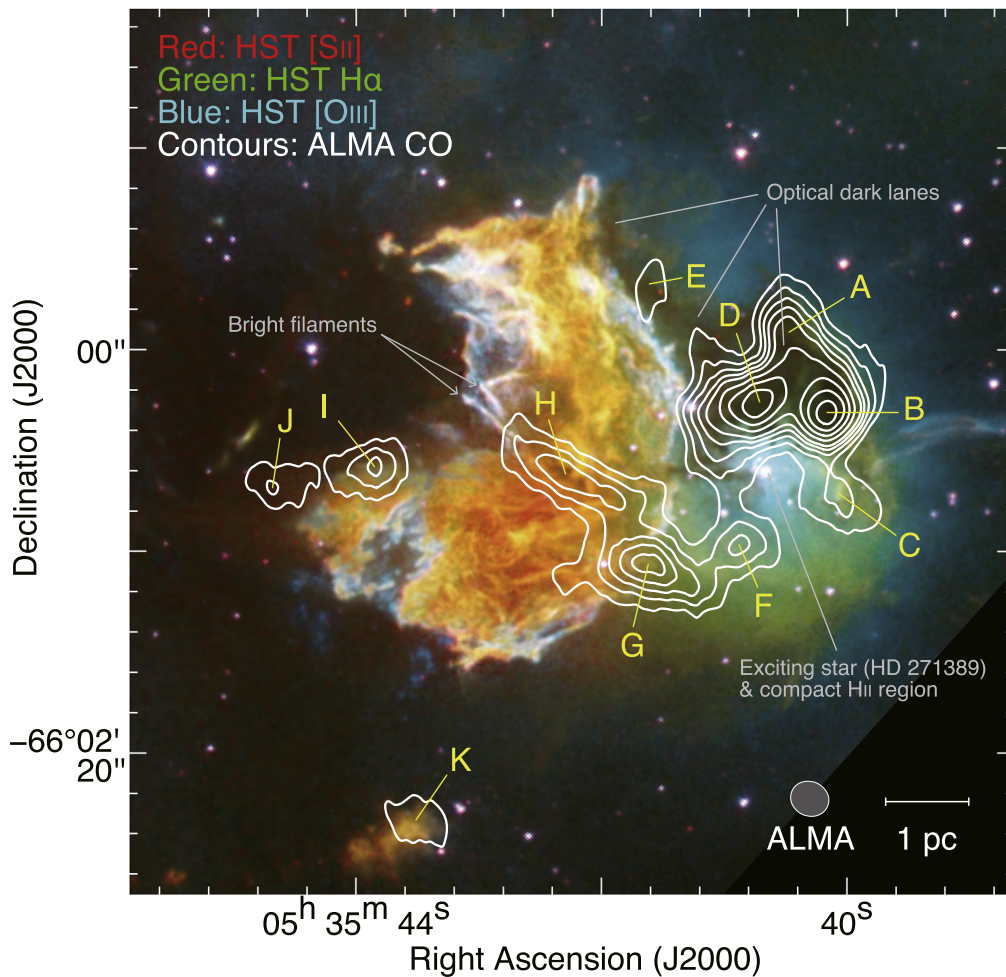 Red: HST [SII]
Green: HST Hα
Blue: HST [OIII]
Contours: ALMA CO
Optical dark lanes
E
A
D
Bright filaments
00"
H
B
I
J
C
F
G
Exciting star (HD 271389)
& compact HII region
−66°02'
20"
K
ALMA
1 pc
05h 35m 44s
40s
Right Ascension (J2000)
Declination (J2000)